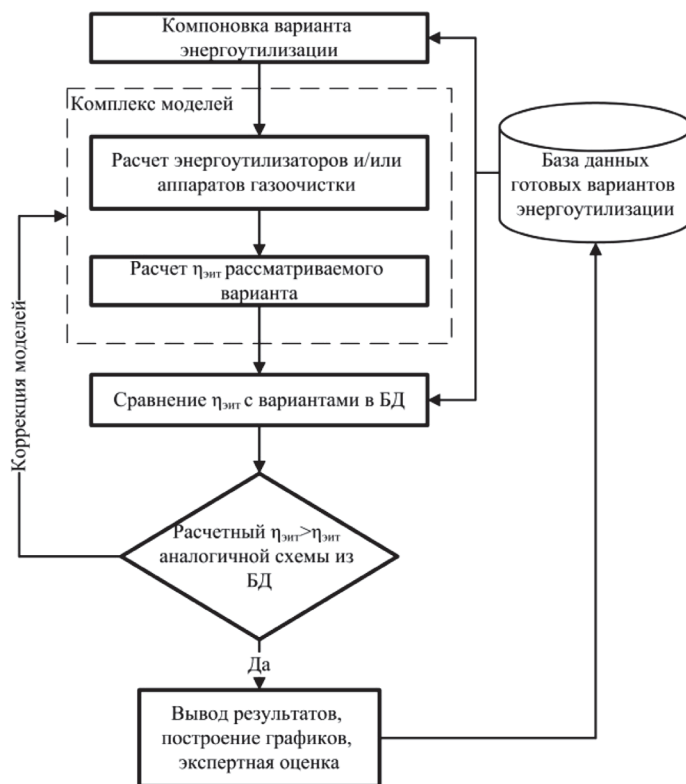 Компоновка варианта
энергоутилизации
Комплекс моделей
Расчет энергоутилизаторов и/или
аппаратов газоочистки
База данных
готовых вариантов
энергоутилизации
Расчет ηэит рассматриваемого
варианта
Коррекция моделей
Сравнение ηэит с вариантами в БД
Расчетный ηэит>ηэит
аналогичной схемы из
БД
Да
Вывод результатов,
построение графиков,
экспертная оценка